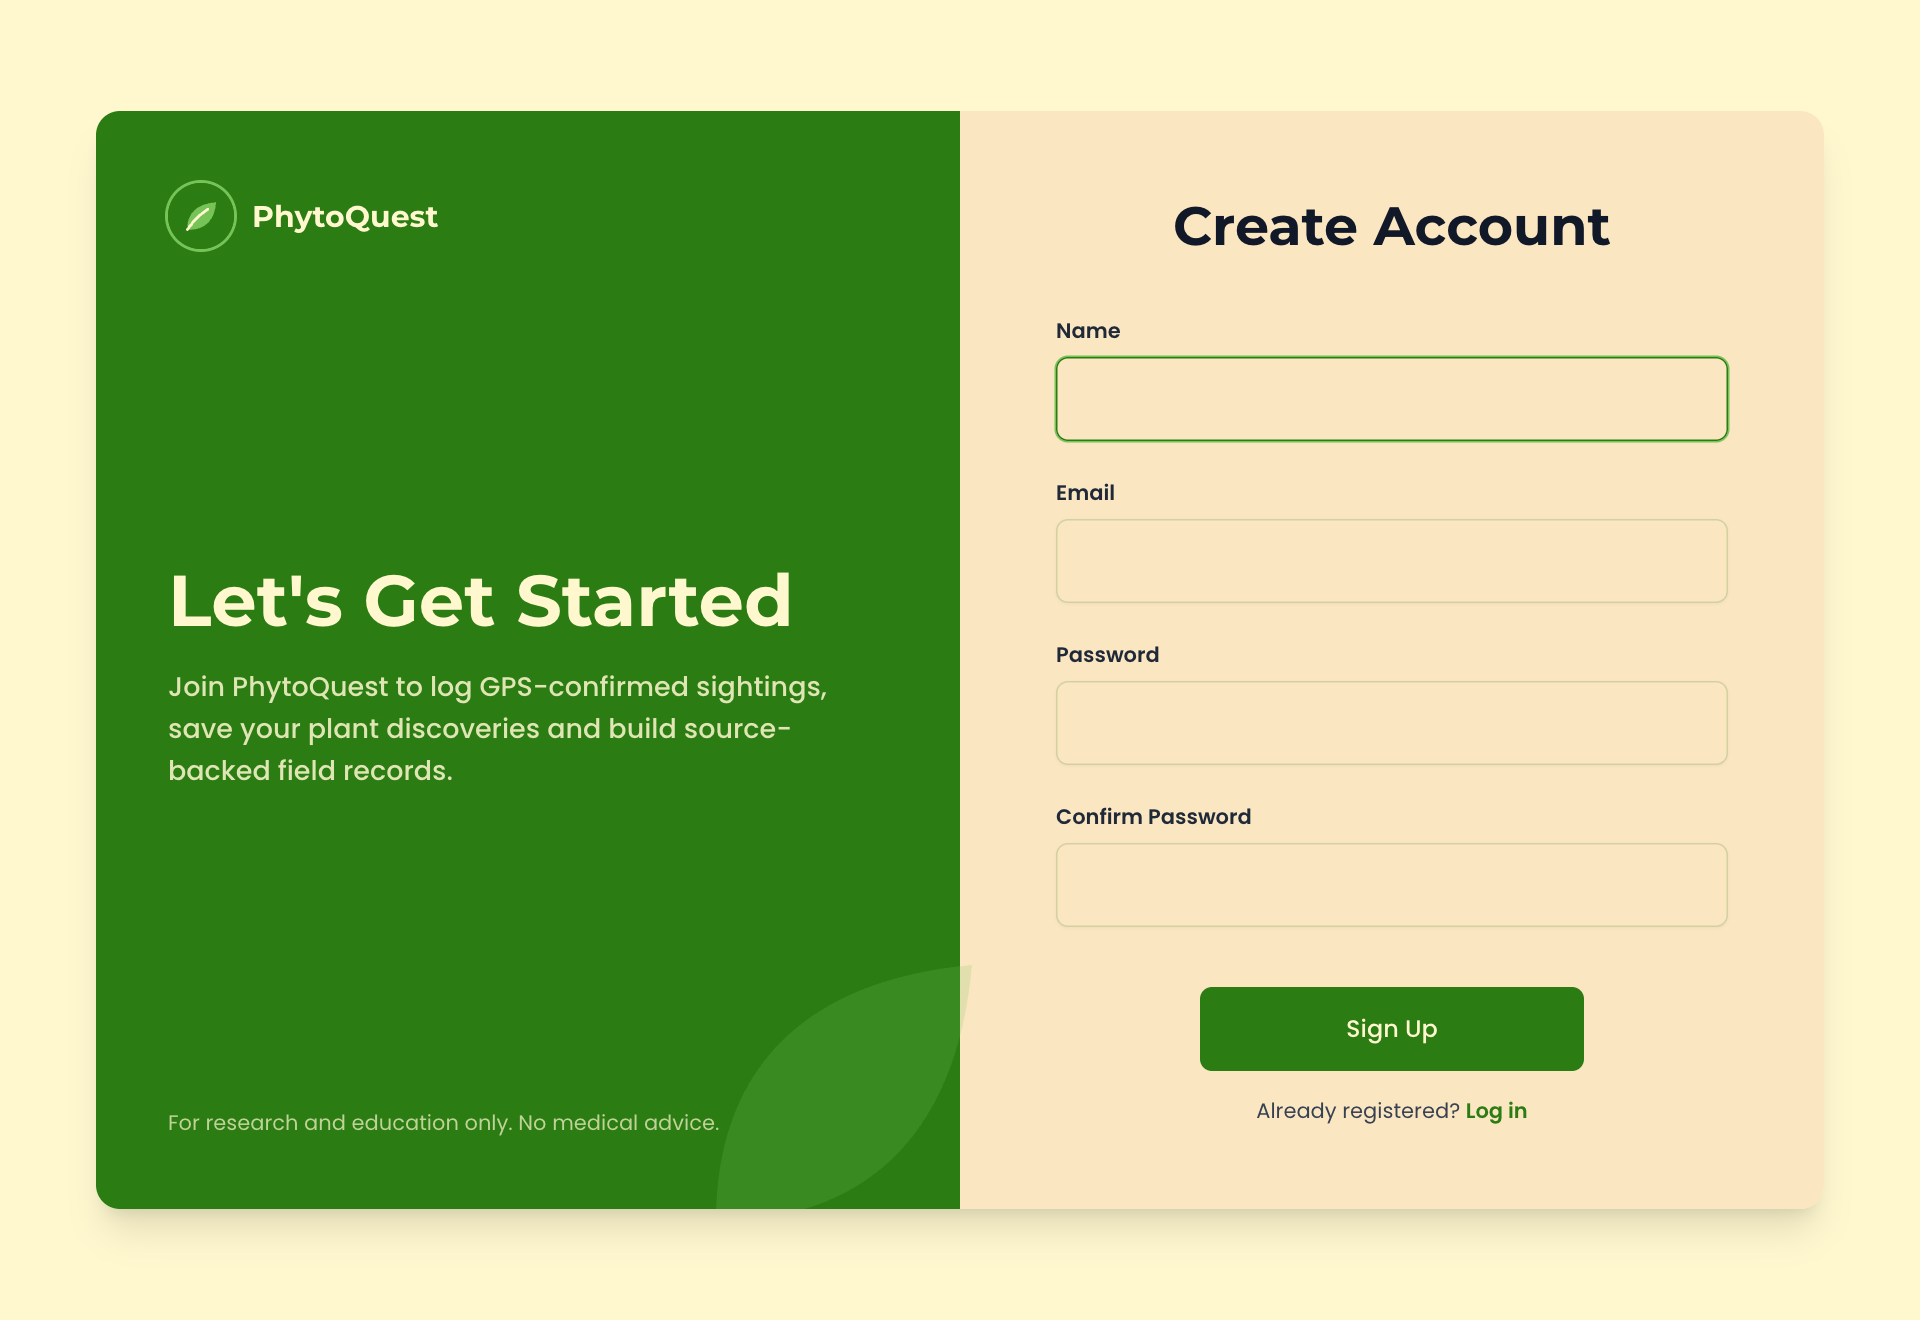 PhytoQuest
Let's Get Started
Join PhytoQuest to log GPS-confirmed sightings,
save your plant discoveries and build source-
backed field records.
For research and education only. No medical advice.
Create Account
Name
Email
Password
Confirm Password
Sign Up
Already registered? Log in